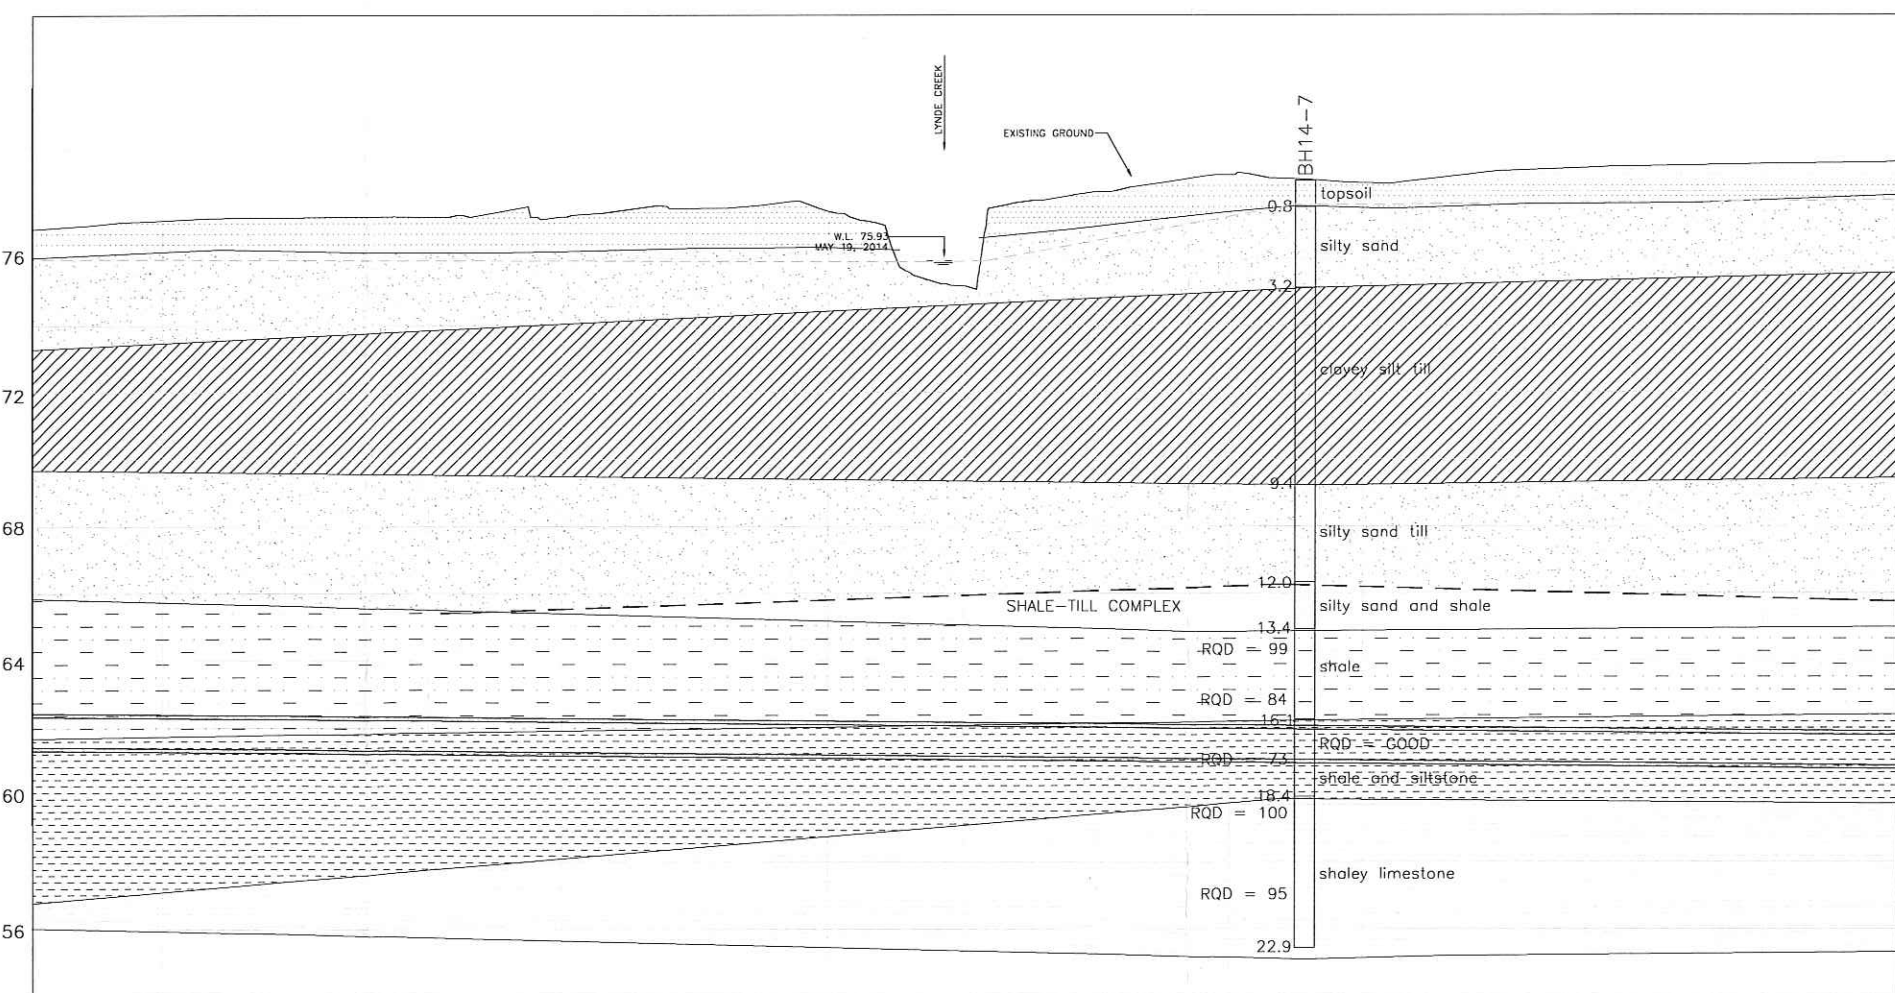 LYNDE CREEK
EXISTING GROUND
BH14-7
topsoil
0.8
W.L. 75.93
MAY 19, 2014
silty sand
76
3.2
clayey silt till
72
9.1
68
silty sand till
12.0
SHALE-TILL COMPLEX
silty sand and shale
13.4
RQD = 99
64
shale
RQD = 84
16.1
RQD = GOOD
RQD = 73
shale and siltstone
60
18.4
RQD = 100
shaley limestone
RQD = 95
56
22.9